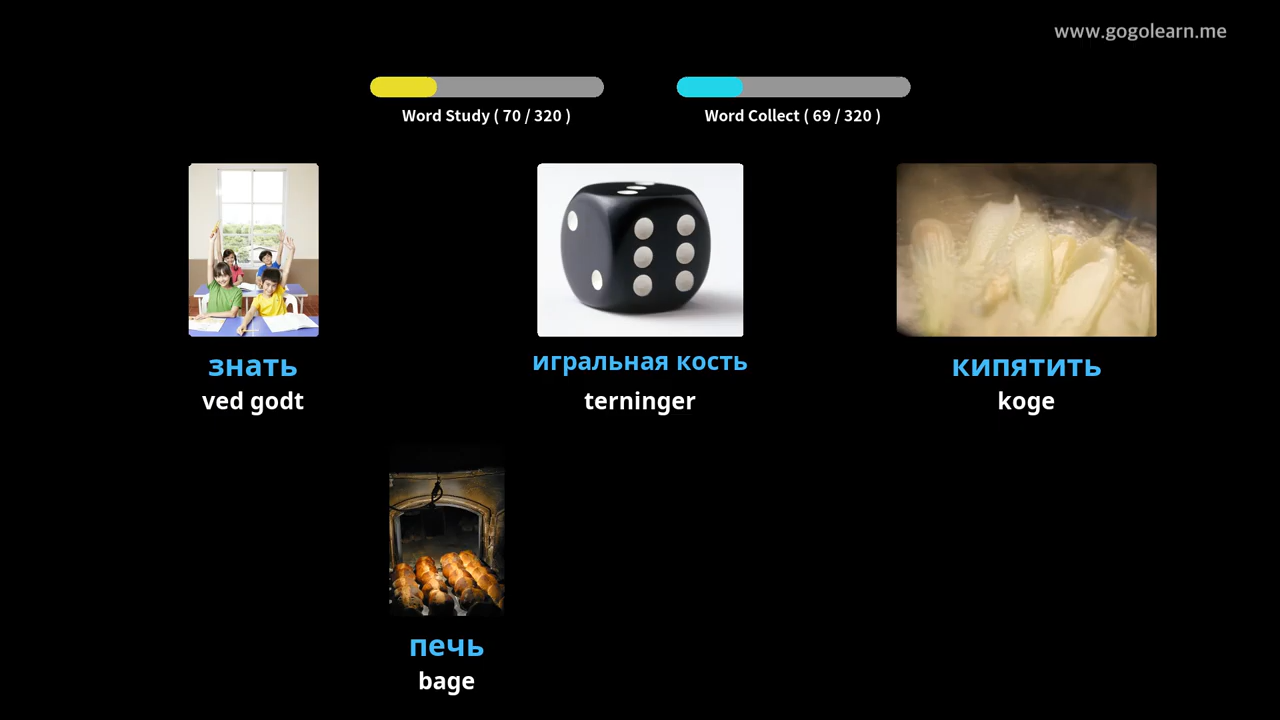 www.gogolearn.me
Word Study ( 70 / 320 )
Word Collect ( 69 / 320 )
знать
ved godt
игральная кость
terninger
кипятить
koge
печь
bage